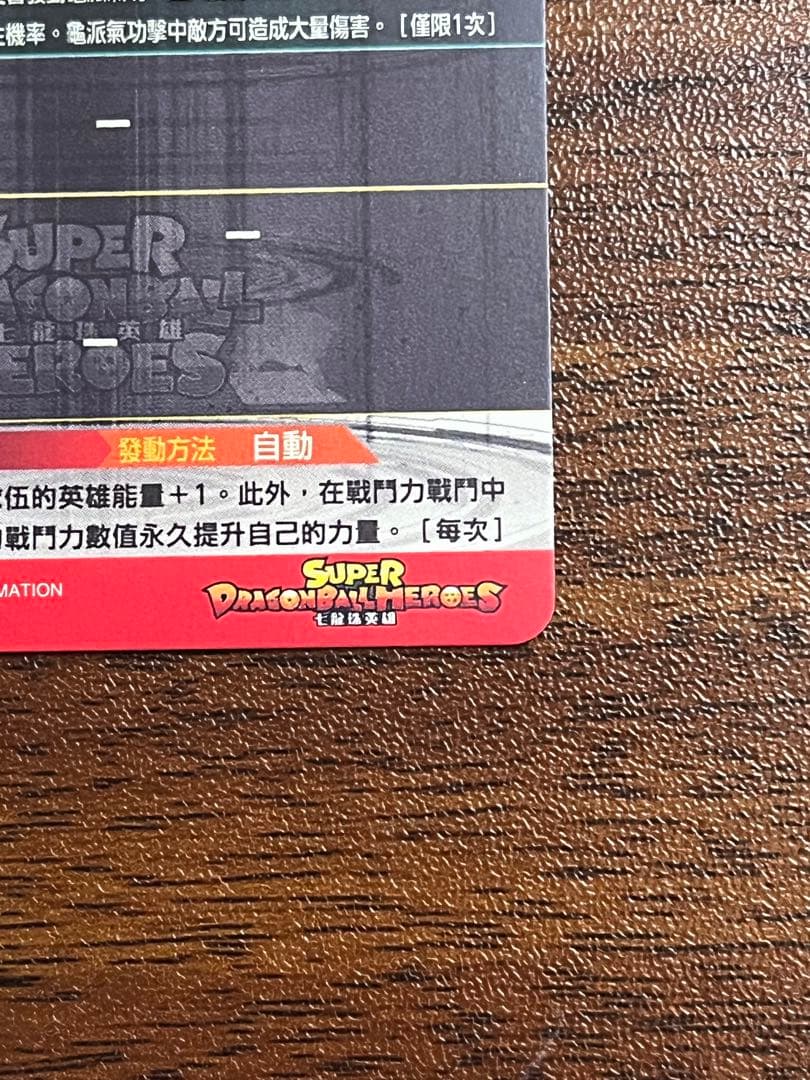 機率。龜派氣功擊中敵方可造成大量傷害。[僅限1次]
SUPER
DRAGONBALL
七龍珠英雄
HEROES
發動方法 自動
伍的英雄能量+1。此外,在戰鬥力戰鬥中
戰鬥力數值永久提升自己的力量。[每次]
MATION
SUPER
DRAGONBALL HEROES
七龍珠英雄